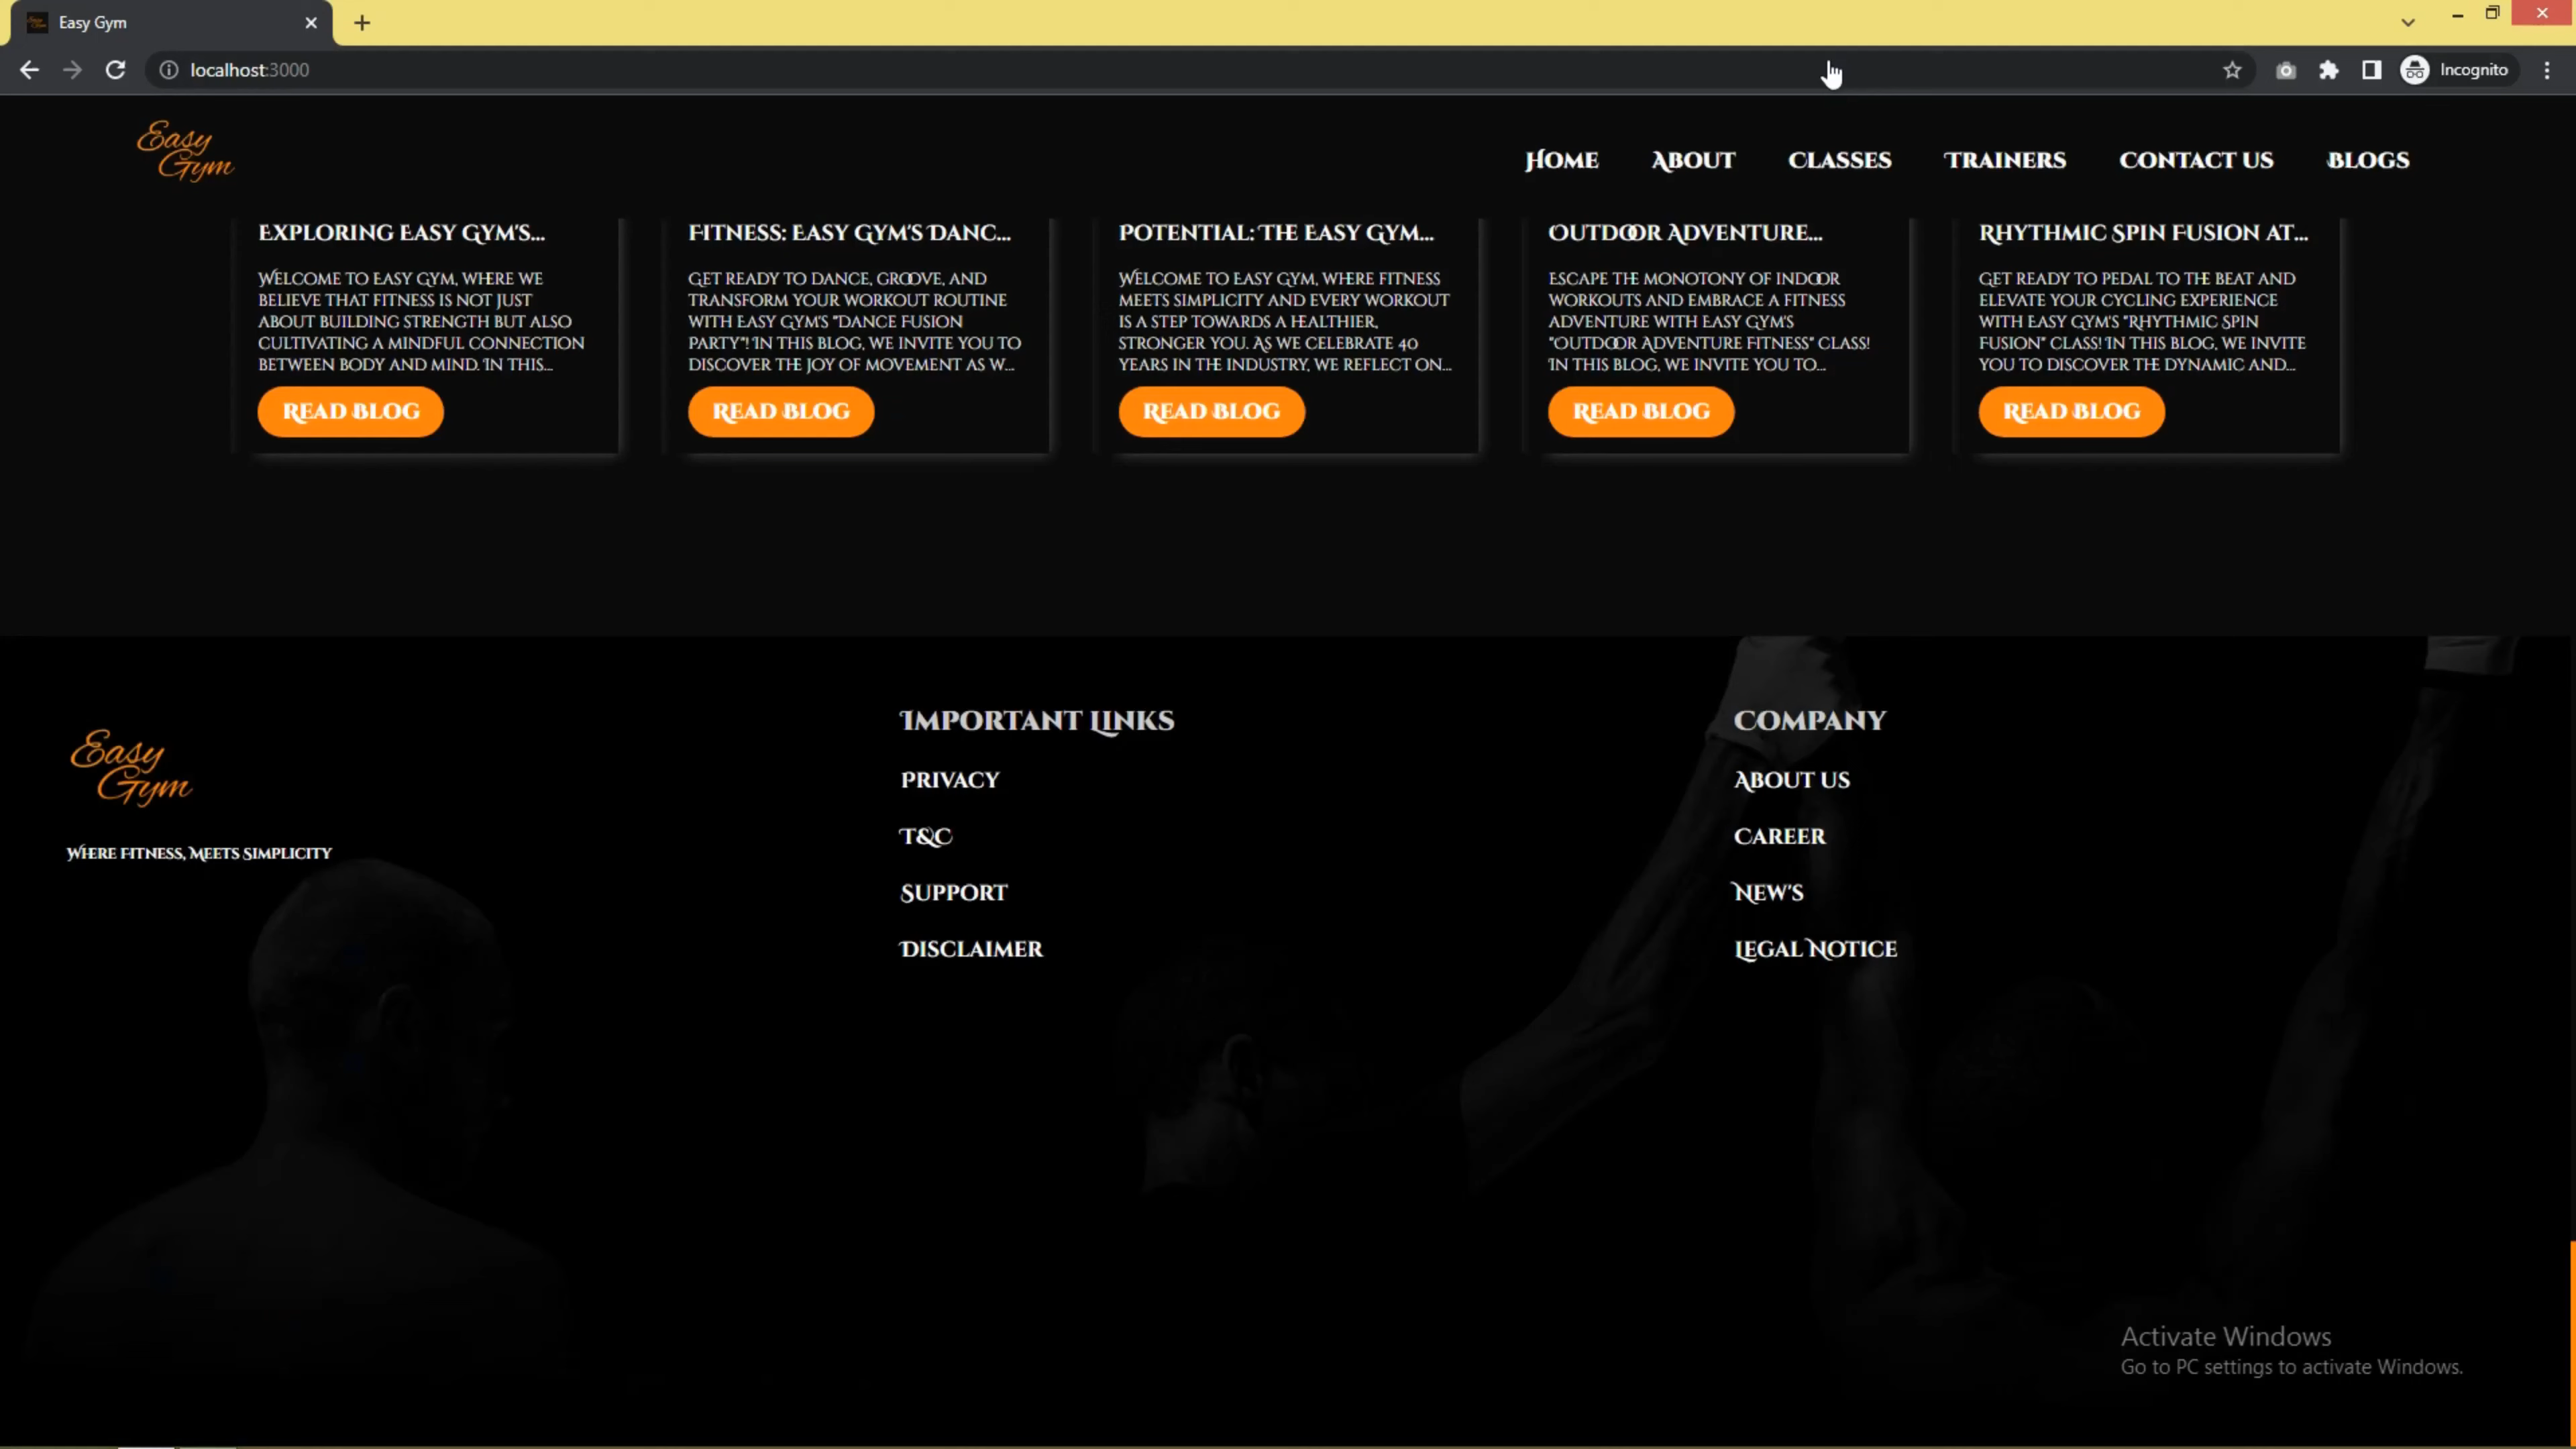 Easy Gym
localhost:3000
Incognito
Easy
Gym
Home About Classes Trainers Contact us Blogs
Exploring Easy Gym's...
Welcome to Easy Gym, where we
believe that fitness is not just
about building strength but also
cultivating a mindful connection
between body and mind. In this...
Read Blog
Fitness: Easy Gym's Danc...
Get ready to dance, groove, and
transform your workout routine
with Easy Gym's "Dance Fusion
Party"! In this blog, we invite you to
discover the joy of movement as w...
Read Blog
Potential: The Easy Gym...
Welcome to Easy Gym, where fitness
meets simplicity and every workout
is a step towards a healthier,
stronger you. As we celebrate 40
years in the industry, we reflect on...
Read Blog
Outdoor Adventure...
Escape the monotony of indoor
workouts and embrace a fitness
adventure with Easy Gym's
"Outdoor Adventure Fitness" class!
In this blog, we invite you to...
Read Blog
Rhythmic Spin Fusion at...
Get ready to pedal to the beat and
elevate your cycling experience
with Easy Gym's "Rhythmic Spin
Fusion" class! In this blog, we invite
you to discover the dynamic and...
Read Blog
Easy
Gym
Where Fitness, Meets Simplicity
Important Links
Privacy
T&C
Support
Disclaimer
Company
About us
Career
New's
Legal Notice
Activate Windows
Go to PC settings to activate Windows.